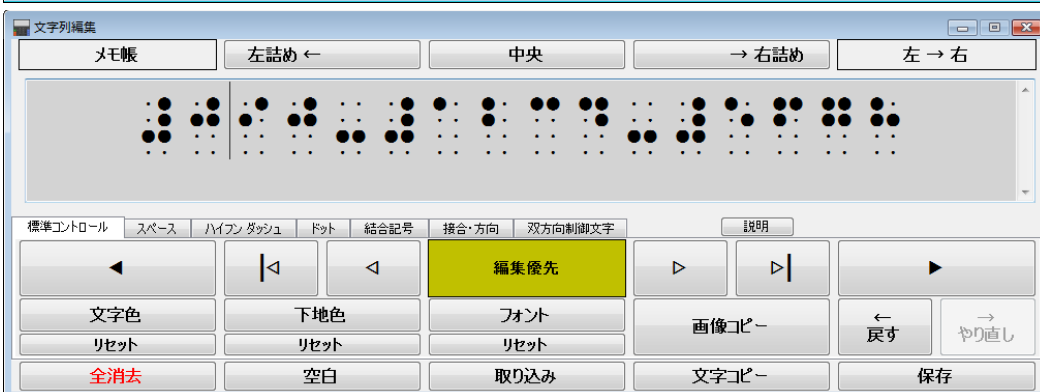 文字列編集
メモ帳 左詰め ← 中央 → 右詰め 左 → 右
⠼⠚⠊⠚⠤⠼⠁⠃⠉⠙⠤⠼⠑⠋⠛⠓
標準コントロール スペース ハイフン ダッシュ ドット 結合記号 接合・方向 双方向制御文字 説明
◀ |◁ ◁ 編集優先 ▷ ▷| ▶
文字色 下地色 フォント 画像コピー ← 戻す → やり直し
リセット リセット リセット
全消去 空白 取り込み 文字コピー 保存